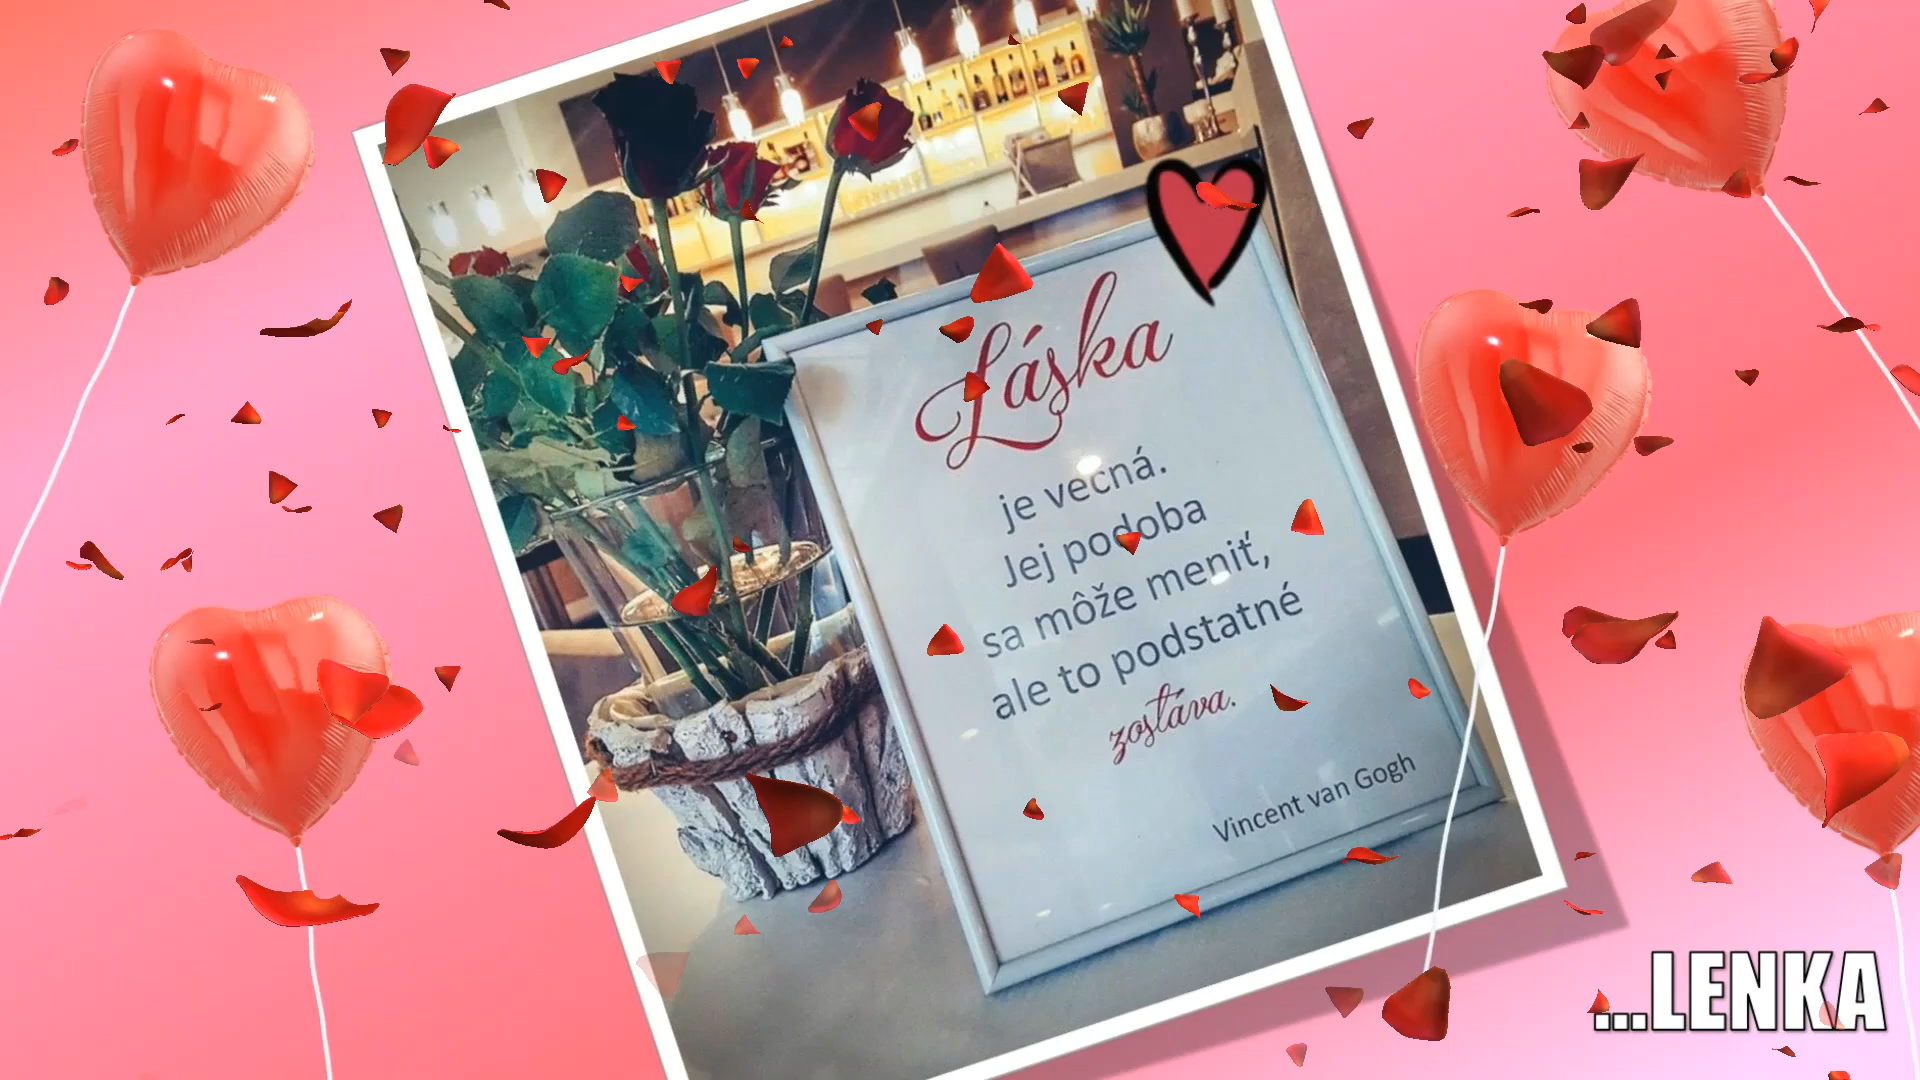 Láska
je večná.
Jej podoba
sa môže meniť,
ale to podstatné
zostáva.
Vincent van Gogh
...LENKA